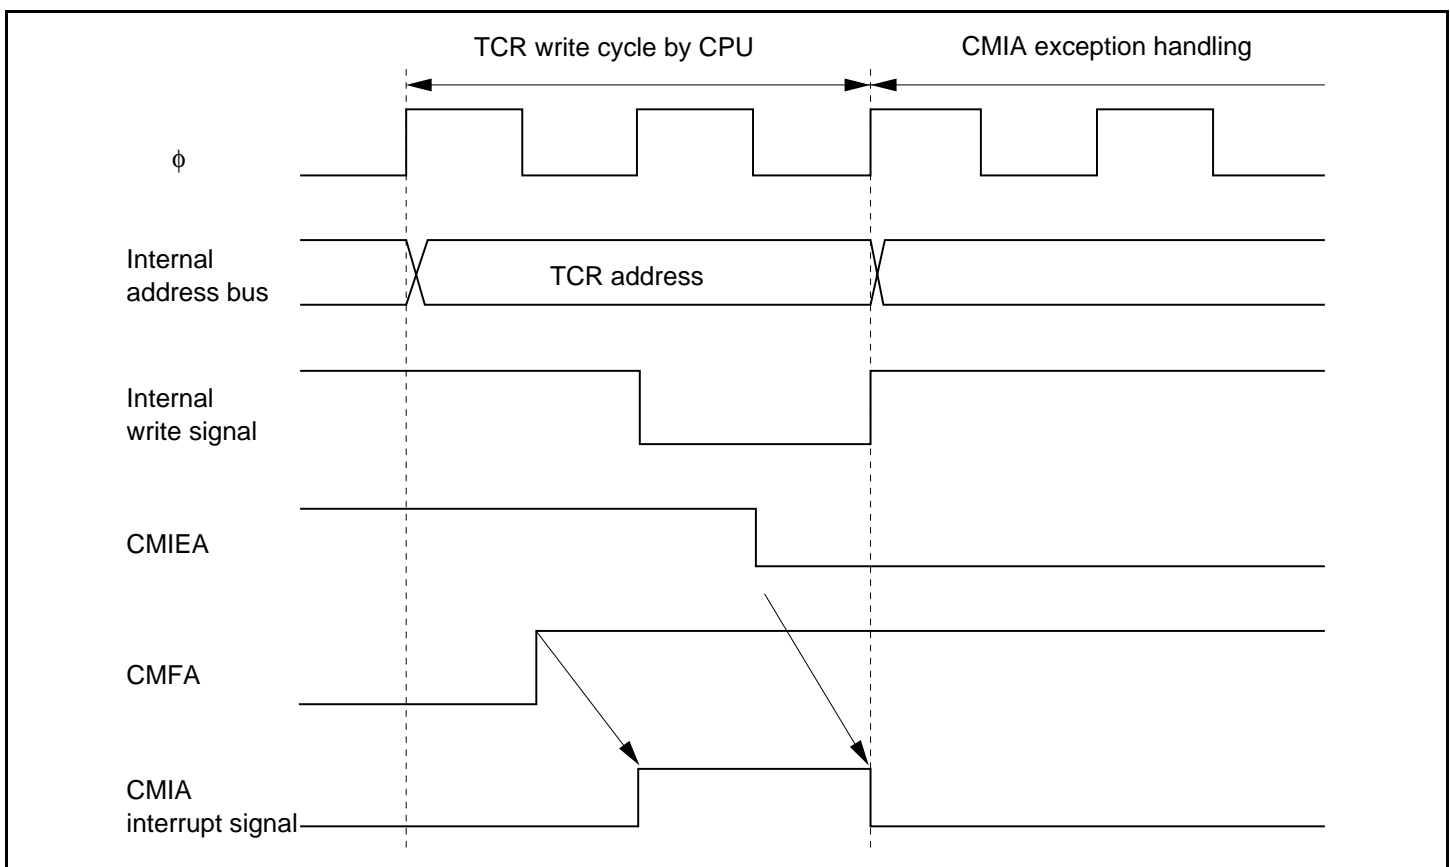 TCR write cycle by CPU
CMIA exception handling
ϕ
Internal
address bus
TCR address
Internal
write signal
CMIEA
CMFA
CMIA
interrupt signal